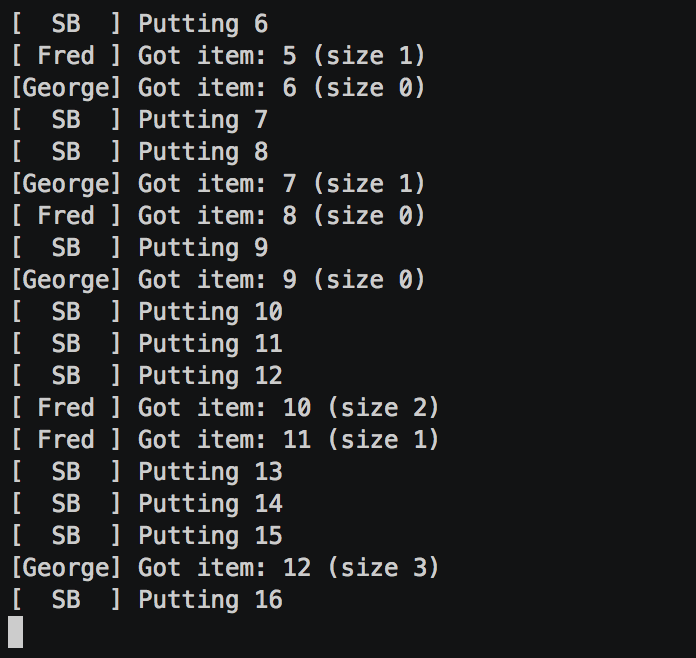 [  SB  ] Putting 6
[ Fred ] Got item: 5 (size 1)
[George] Got item: 6 (size 0)
[  SB  ] Putting 7
[  SB  ] Putting 8
[George] Got item: 7 (size 1)
[ Fred ] Got item: 8 (size 0)
[  SB  ] Putting 9
[George] Got item: 9 (size 0)
[  SB  ] Putting 10
[  SB  ] Putting 11
[  SB  ] Putting 12
[ Fred ] Got item: 10 (size 2)
[ Fred ] Got item: 11 (size 1)
[  SB  ] Putting 13
[  SB  ] Putting 14
[  SB  ] Putting 15
[George] Got item: 12 (size 3)
[  SB  ] Putting 16